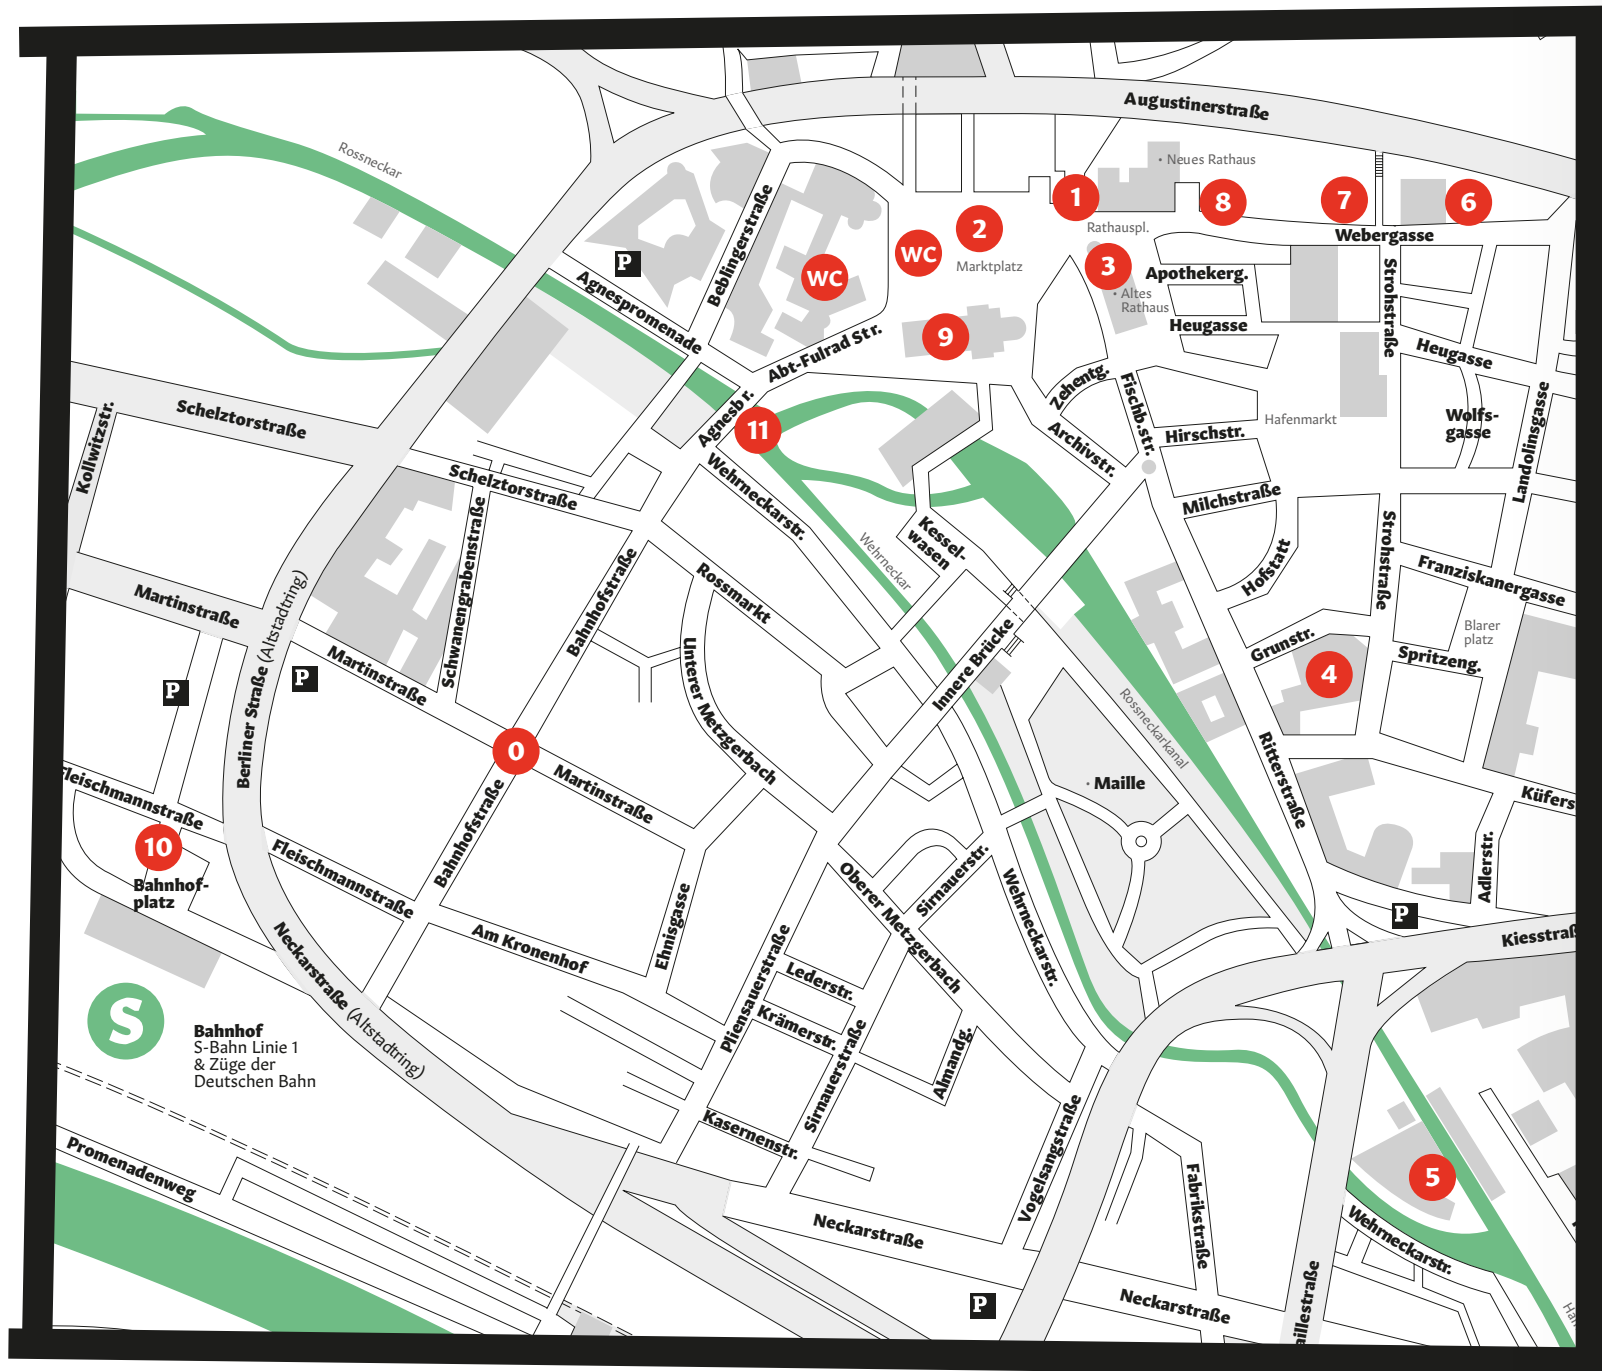 Augustinerstraße
Rossneckar
Neues Rathaus
1
8
7
6
2
Rathauspl.
Webergasse
WC
Marktplatz
3
P
WC
Beblingerstraße
Apothekerg.
Agnespromenade
Altes
Rathaus
Heugasse
Strohstraße
9
Abt-Fulrad Str.
Heugasse
Zehentg.
Fischb.str.
Schelztorstraße
Kollwitzstr.
Agnesbr.
11
Archivstr.
Hirschstr.
Hafenmarkt
Wolfs-
gasse
Landolinsgasse
Schelztorstraße
Wehrneckarstr.
Milchstraße
Kessel-
wasen
Wehrneckar
Strohstraße
Hofstatt
Franziskanergasse
Martinstraße
Schwanengrabenstraße
Bahnhofstraße
Rossmarkt
Blarer
platz
Grunstr.
Spritzeng.
Berliner Straße (Altstadtring)
P
P
Martinstraße
Unterer Metzgerbach
Innere Brücke
4
Rossneckarkanal
Ritterstraße
0
Maille
Martinstraße
Fleischmannstraße
Küfers
10
Bahnhof-
platz
Fleischmannstraße
Bahnhofstraße
Oberer Metzgerbach
Sirnauerstr.
Wehrneckarstr.
Adlerstr.
P
Am Kronenhof
Ehnisgasse
Kiesstraß
Neckarstraße (Altstadtring)
Pliensauerstraße
Lederstr.
Krämerstr.
S
Bahnhof
S-Bahn Linie 1
& Züge der
Deutschen Bahn
Sirnauerstraße
Almandg.
Kasernenstr.
Promenadenweg
Vogelsangstraße
Fabrikstraße
5
Wehrneckarstr.
Neckarstraße
P
Neckarstraße
aillestraße